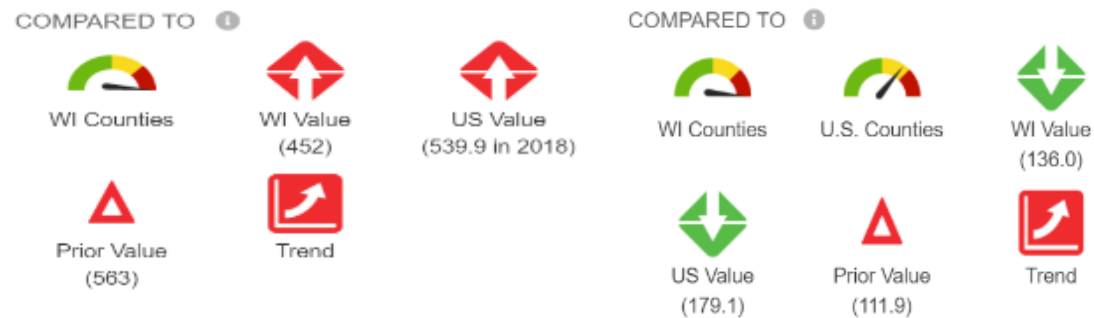 COMPARED TO
WI Counties
WI Value
(452)
US Value
(539.9 in 2018)
Prior Value
(563)
Trend
COMPARED TO
WI Counties
U.S. Counties
WI Value
(136.0)
US Value
(179.1)
Prior Value
(111.9)
Trend